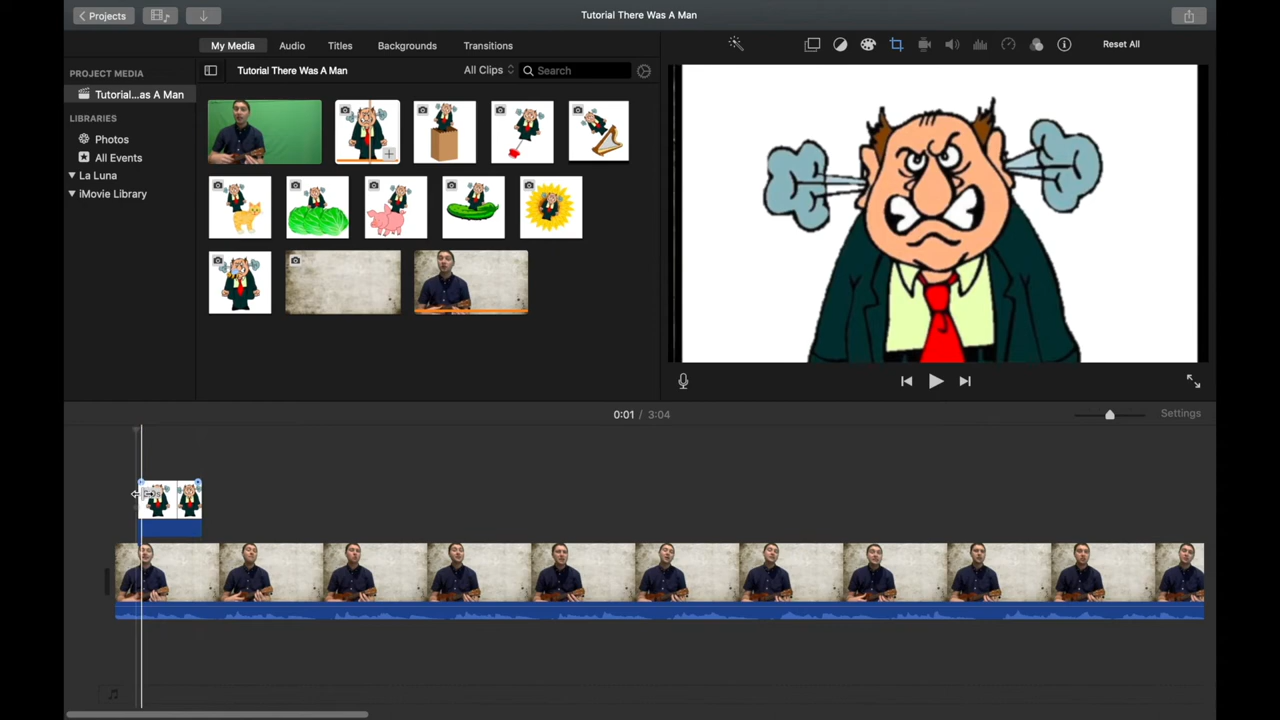 Projects
Tutorial There Was A Man
My Media
Audio
Titles
Backgrounds
Transitions
Reset All
PROJECT MEDIA
Tutorial...as A Man
LIBRARIES
Photos
All Events
La Luna
iMovie Library
Tutorial There Was A Man
All Clips
Search
0:01 / 3:04
Settings